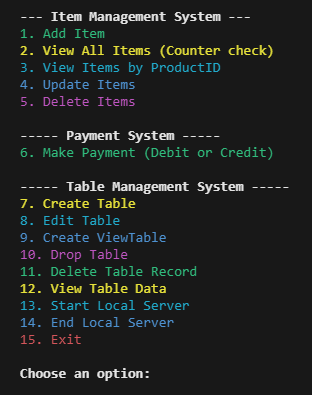 --- Item Management System ---
1. Add Item
2. View All Items (Counter check)
3. View Items by ProductID
4. Update Items
5. Delete Items
----- Payment System -----
6. Make Payment (Debit or Credit)
----- Table Management System -----
7. Create Table
8. Edit Table
9. Create ViewTable
10. Drop Table
11. Delete Table Record
12. View Table Data
13. Start Local Server
14. End Local Server
15. Exit
Choose an option: